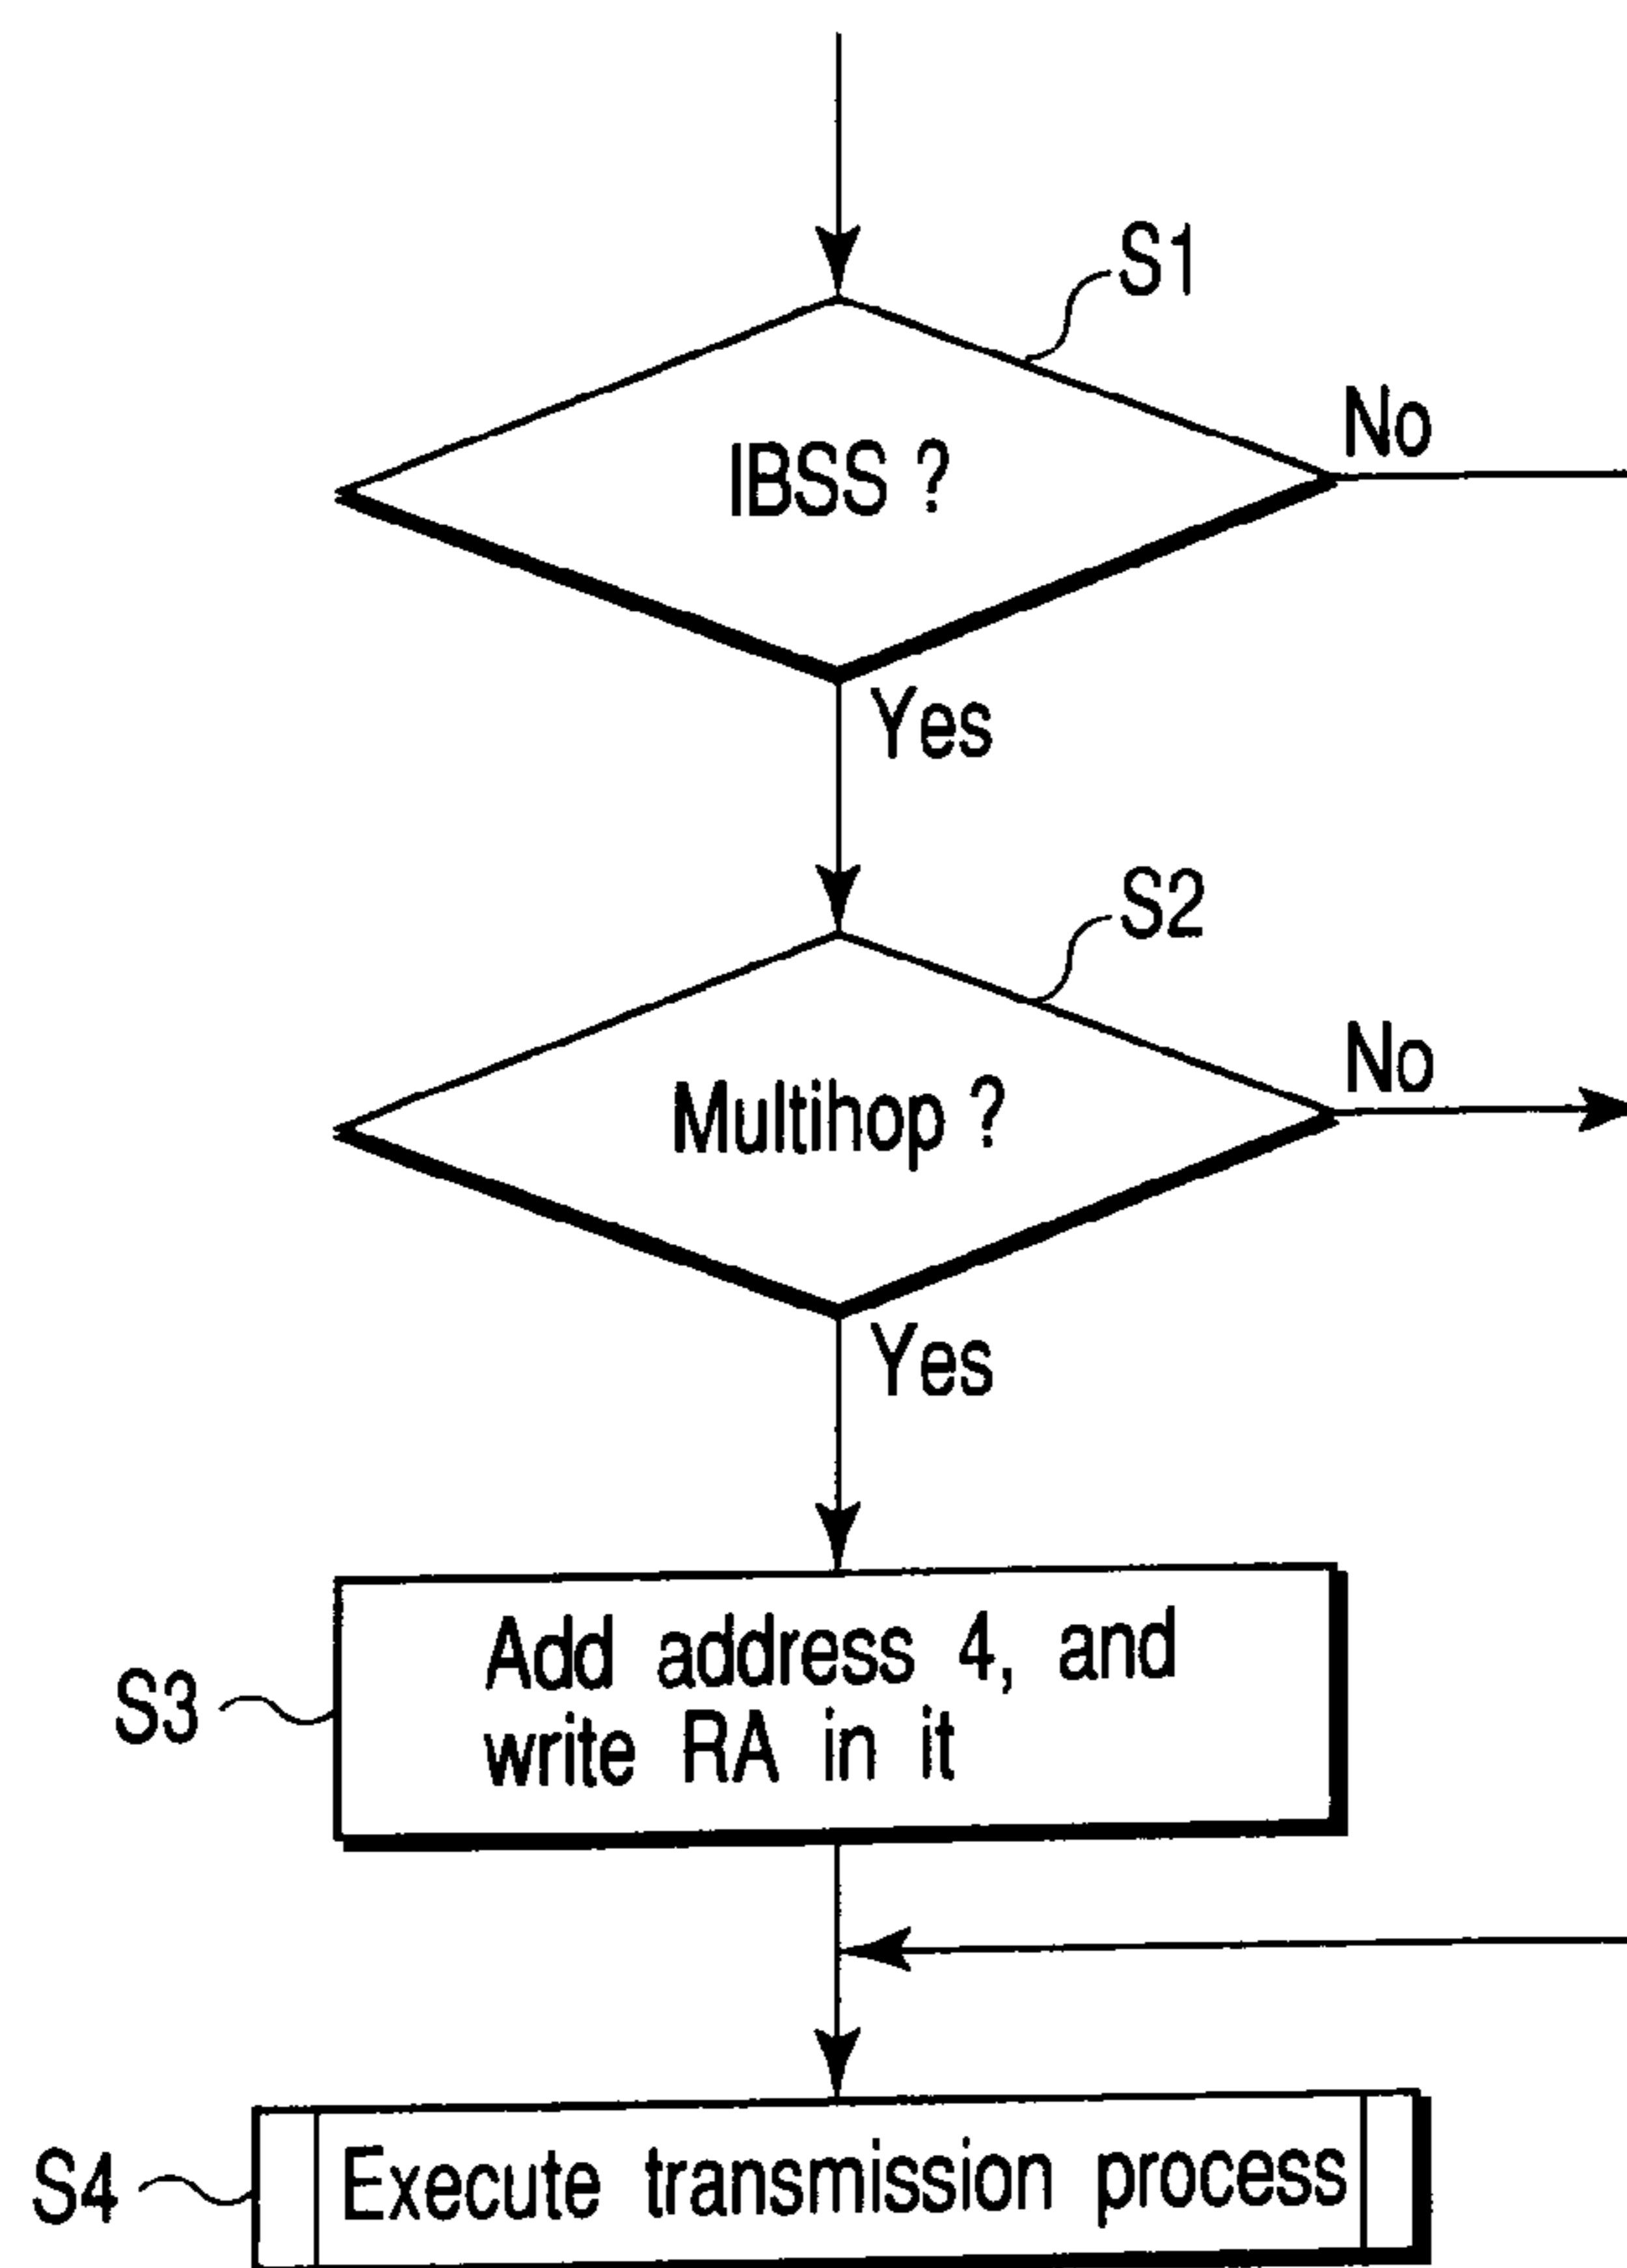 S1
IBSS ?
No
Yes
S2
Multihop ?
No
Yes
S3
Add address 4, and
write RA in it
S4
Execute transmission process